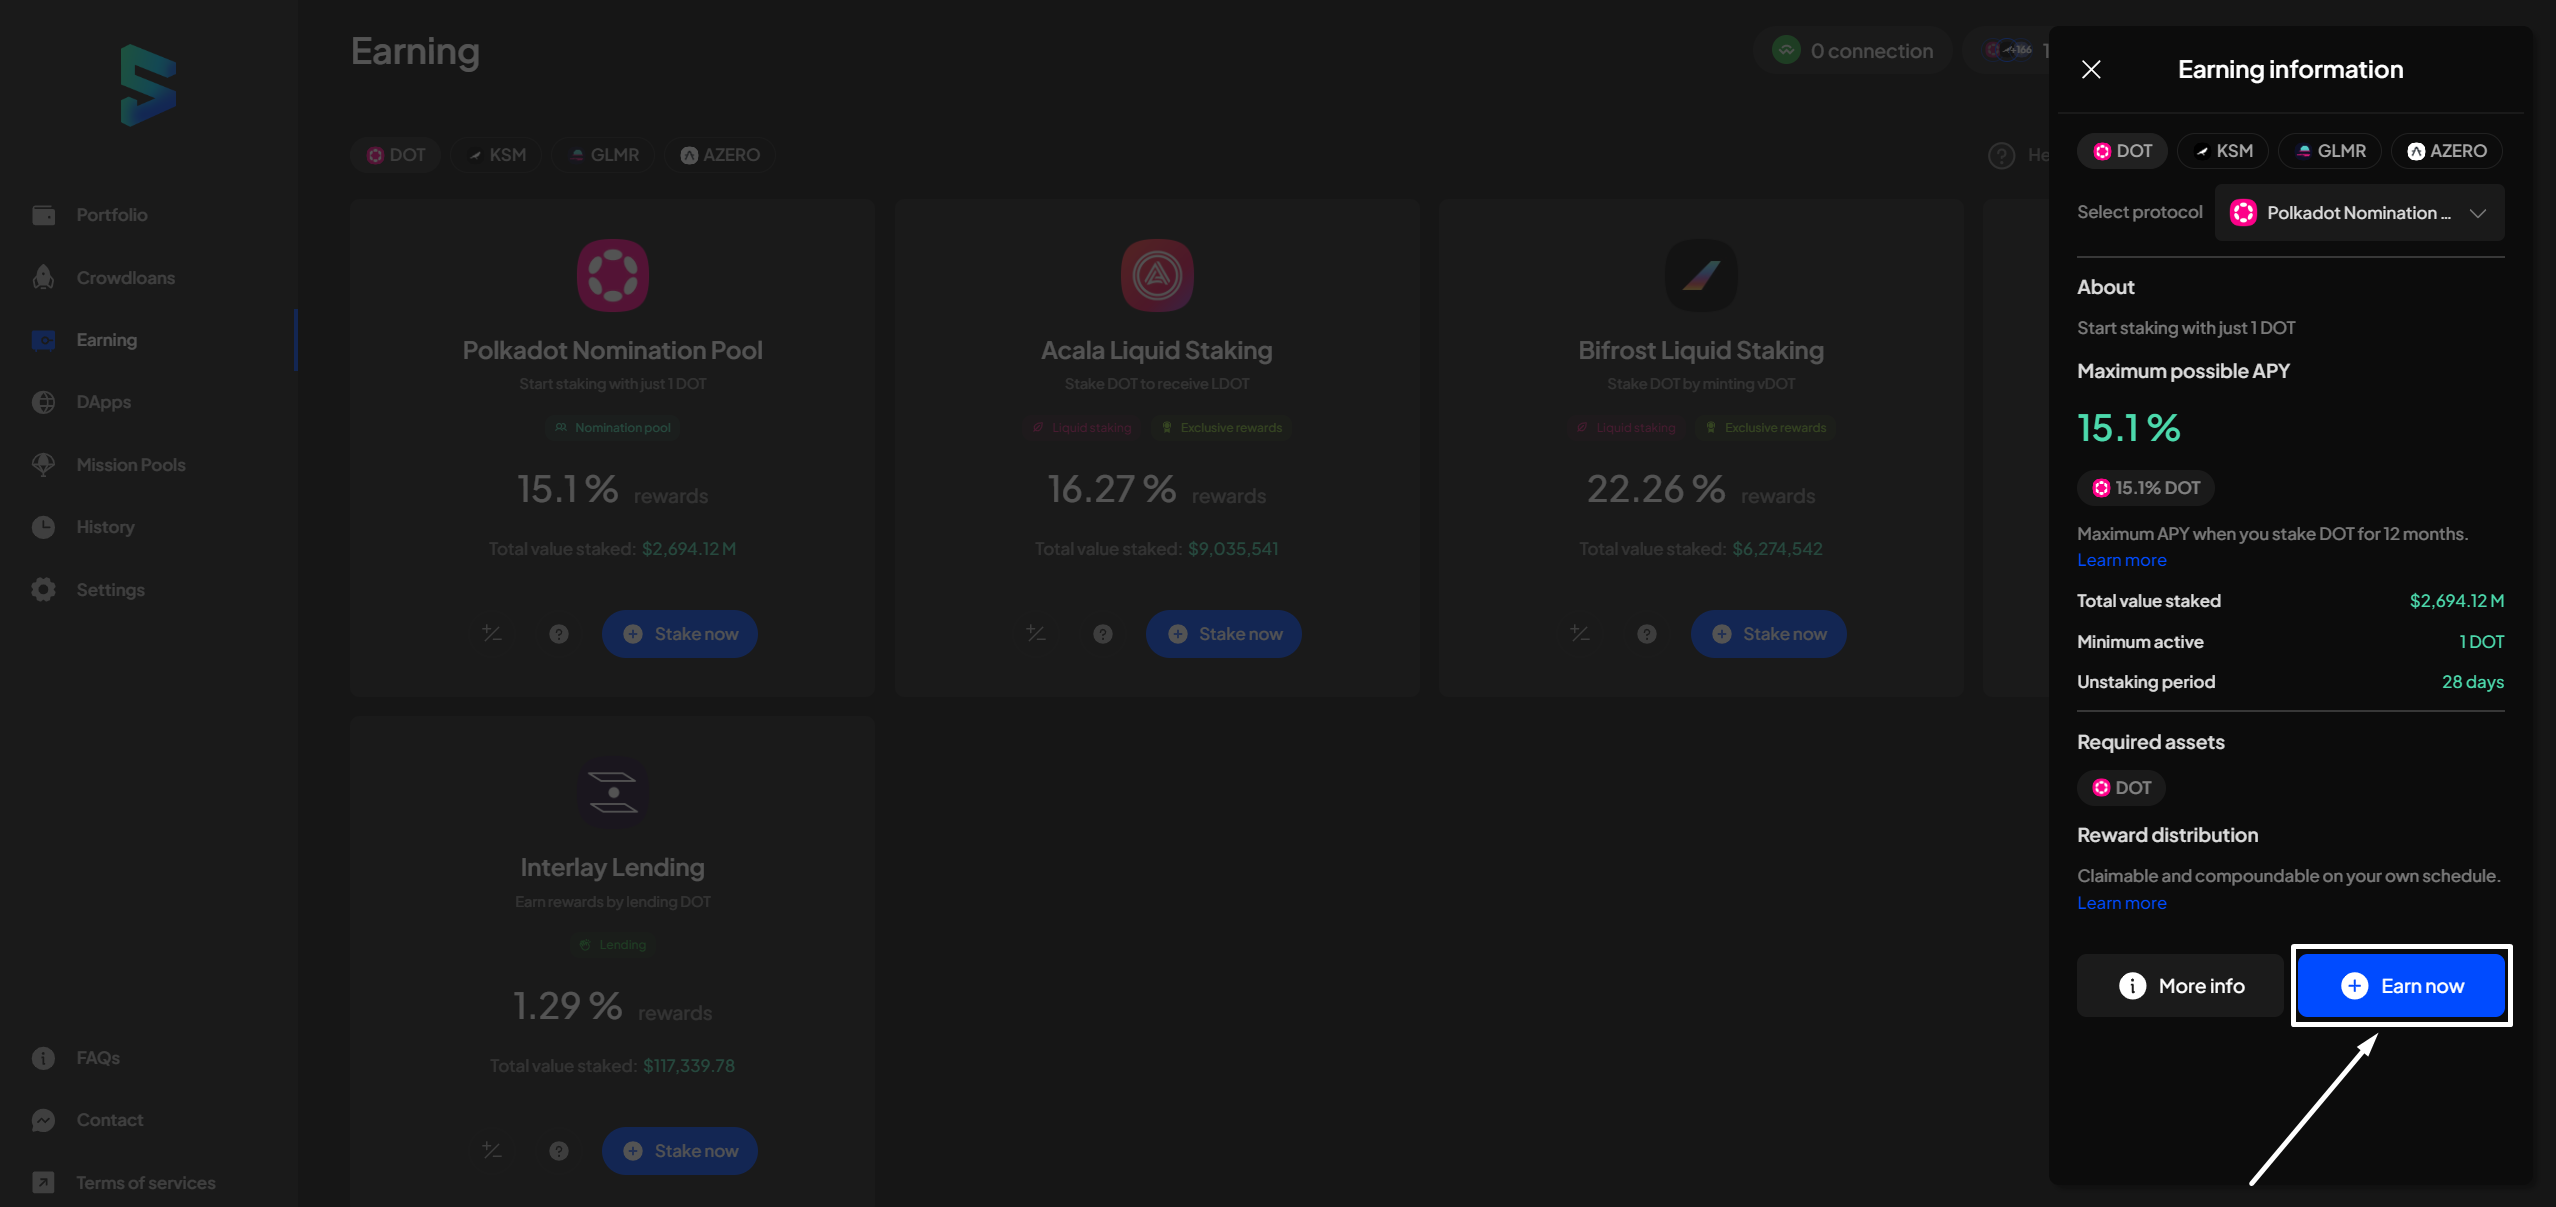 Earning
0 connection
+166
1
DOT
KSM
GLMR
AZERO
He
Portfolio
Crowdloans
Earning
DApps
Mission Pools
History
Settings
FAQs
Contact
Terms of services
Polkadot Nomination Pool
Start staking with just 1 DOT
Nomination pool
15.1 % rewards
Total value staked: $2,694.12 M
Stake now
Acala Liquid Staking
Stake DOT to receive LDOT
Liquid staking
Exclusive rewards
16.27 % rewards
Total value staked: $9,035,541
Stake now
Bifrost Liquid Staking
Stake DOT by minting vDOT
Liquid staking
Exclusive rewards
22.26 % rewards
Total value staked: $6,274,542
Stake now
Interlay Lending
Earn rewards by lending DOT
Lending
1.29 % rewards
Total value staked: $117,339.78
Stake now
Earning information
DOT
KSM
GLMR
AZERO
Select protocol
Polkadot Nomination ...
About
Start staking with just 1 DOT
Maximum possible APY
15.1 %
15.1% DOT
Maximum APY when you stake DOT for 12 months.
Learn more
Total value staked $2,694.12 M
Minimum active 1 DOT
Unstaking period 28 days
Required assets
DOT
Reward distribution
Claimable and compoundable on your own schedule.
Learn more
More info
Earn now